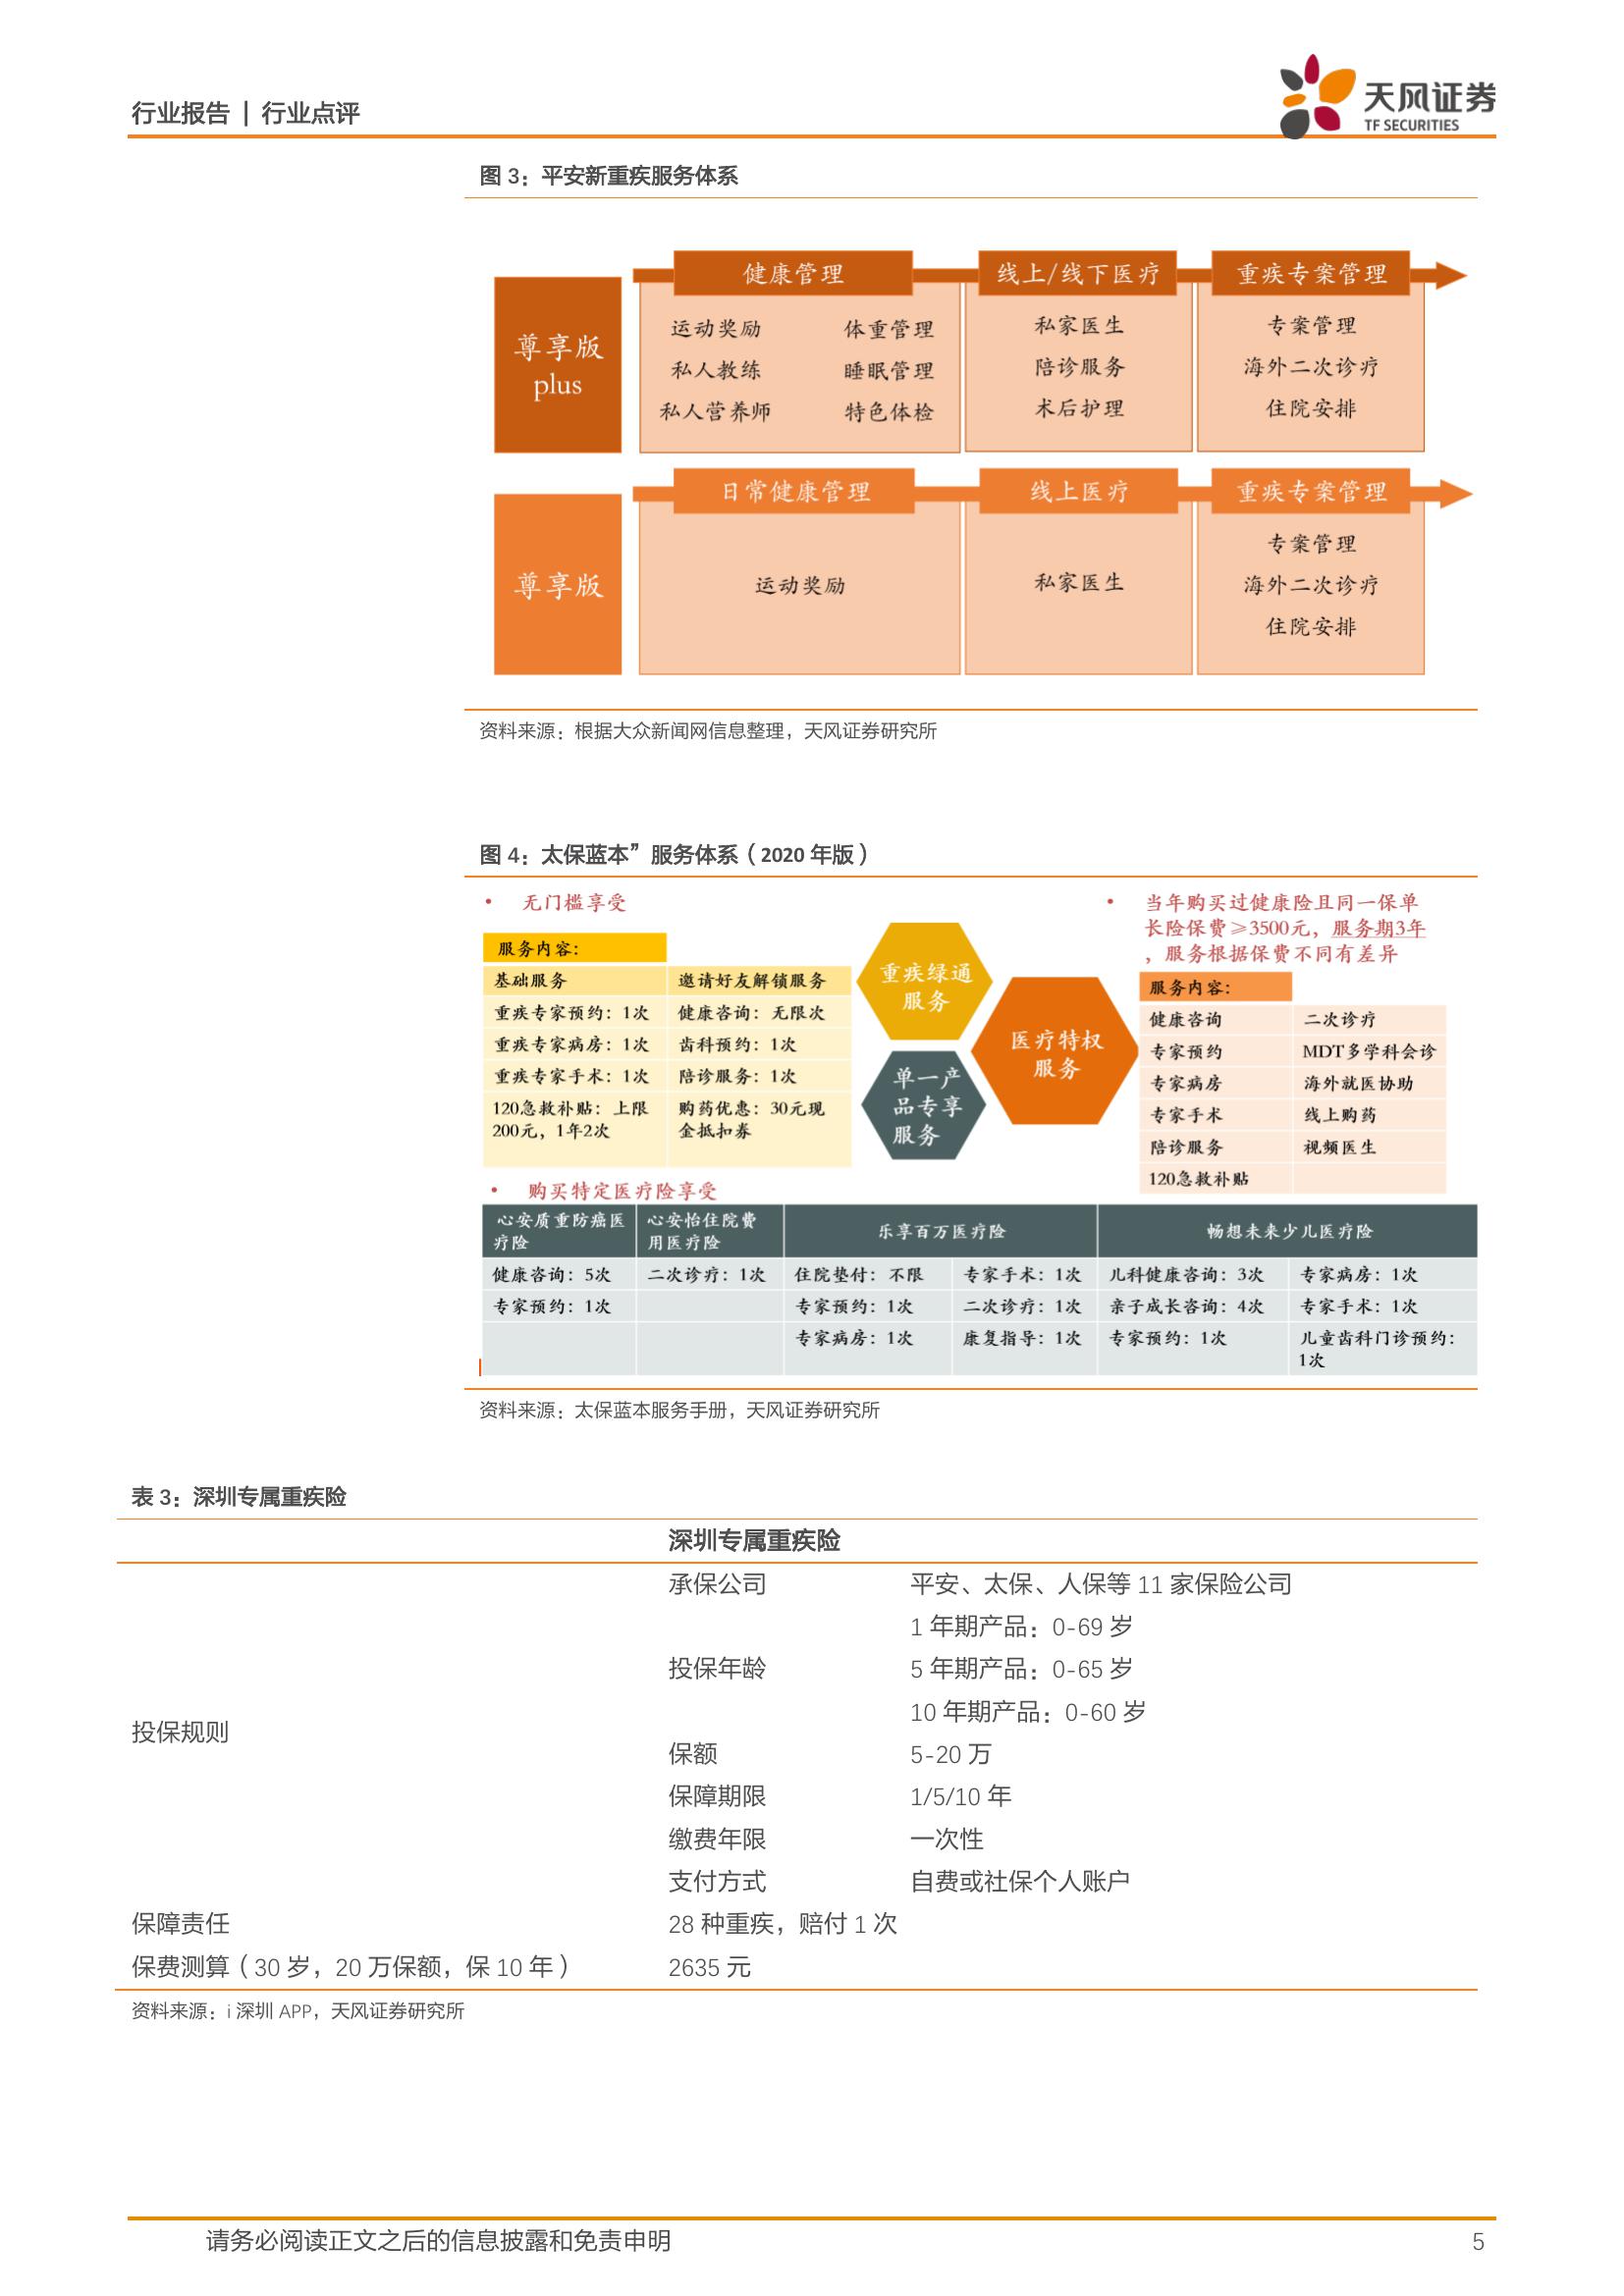 行业报告 | 行业点评
天风证券
TF SECURITIES
图 3：平安新重疾服务体系
尊享版
plus
健康管理
运动奖励 体重管理
私人教练 睡眠管理
私人营养师 特色体检
线上/线下医疗
私家医生
陪诊服务
术后护理
重疾专案管理
专案管理
海外二次诊疗
住院安排
尊享版
日常健康管理
运动奖励
线上医疗
私家医生
重疾专案管理
专案管理
海外二次诊疗
住院安排
资料来源：根据大众新闻网信息整理，天风证券研究所
图 4：太保蓝本”服务体系（2020 年版）
• 无门槛享受
服务内容：
基础服务 邀请好友解锁服务
重疾专家预约：1次 健康咨询：无限次
重疾专家病房：1次 齿科预约：1次
重疾专家手术：1次 陪诊服务：1次
120急救补贴：上限 购药优惠：30元现
200元，1年2次 金抵扣券
重疾绿通
服务
医疗特权
服务
单一产
品专享
服务
• 当年购买过健康险且同一保单
长险保费≥3500元，服务期3年
，服务根据保费不同有差异
服务内容：
健康咨询 二次诊疗
专家预约 MDT多学科会诊
专家病房 海外就医协助
专家手术 线上购药
陪诊服务 视频医生
120急救补贴
• 购买特定医疗险享受
心安质重防癌医 心安怡住院费 乐享百万医疗险 畅想未来少儿医疗险
疗险 用医疗险
健康咨询：5次 二次诊疗：1次 住院垫付：不限 专家手术：1次 儿科健康咨询：3次 专家病房：1次
专家预约：1次 专家预约：1次 二次诊疗：1次 亲子成长咨询：4次 专家手术：1次
专家病房：1次 康复指导：1次 专家预约：1次 儿童齿科门诊预约：
1次
资料来源：太保蓝本服务手册，天风证券研究所
表 3：深圳专属重疾险
深圳专属重疾险
承保公司 平安、太保、人保等 11 家保险公司
1 年期产品：0-69 岁
投保年龄 5 年期产品：0-65 岁
10 年期产品：0-60 岁
投保规则
保额 5-20 万
保障期限 1/5/10 年
缴费年限 一次性
支付方式 自费或社保个人账户
保障责任 28 种重疾，赔付 1 次
保费测算（30 岁，20 万保额，保 10 年） 2635 元
资料来源：i 深圳 APP，天风证券研究所
请务必阅读正文之后的信息披露和免责申明 5